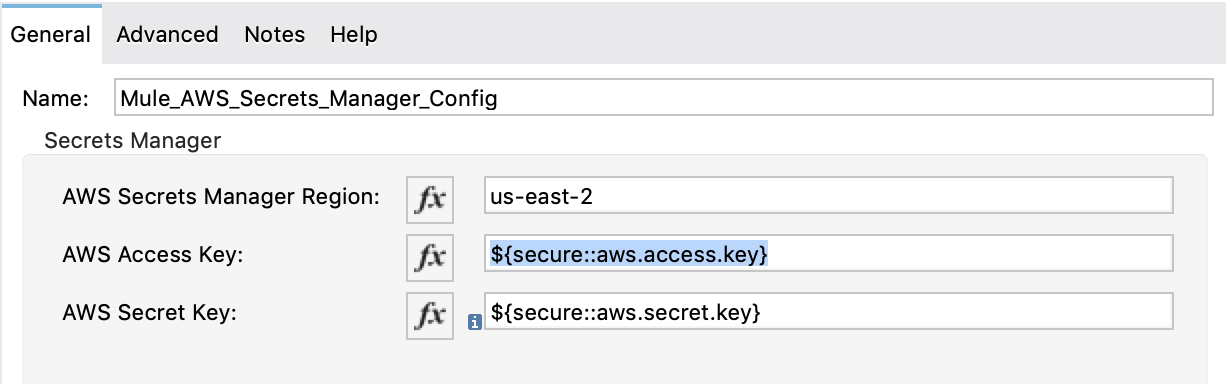 General Advanced Notes Help
Name: Mule_AWS_Secrets_Manager_Config
Secrets Manager
AWS Secrets Manager Region: fx us-east-2
AWS Access Key: fx ${secure::aws.access.key}
AWS Secret Key: fx i ${secure::aws.secret.key}